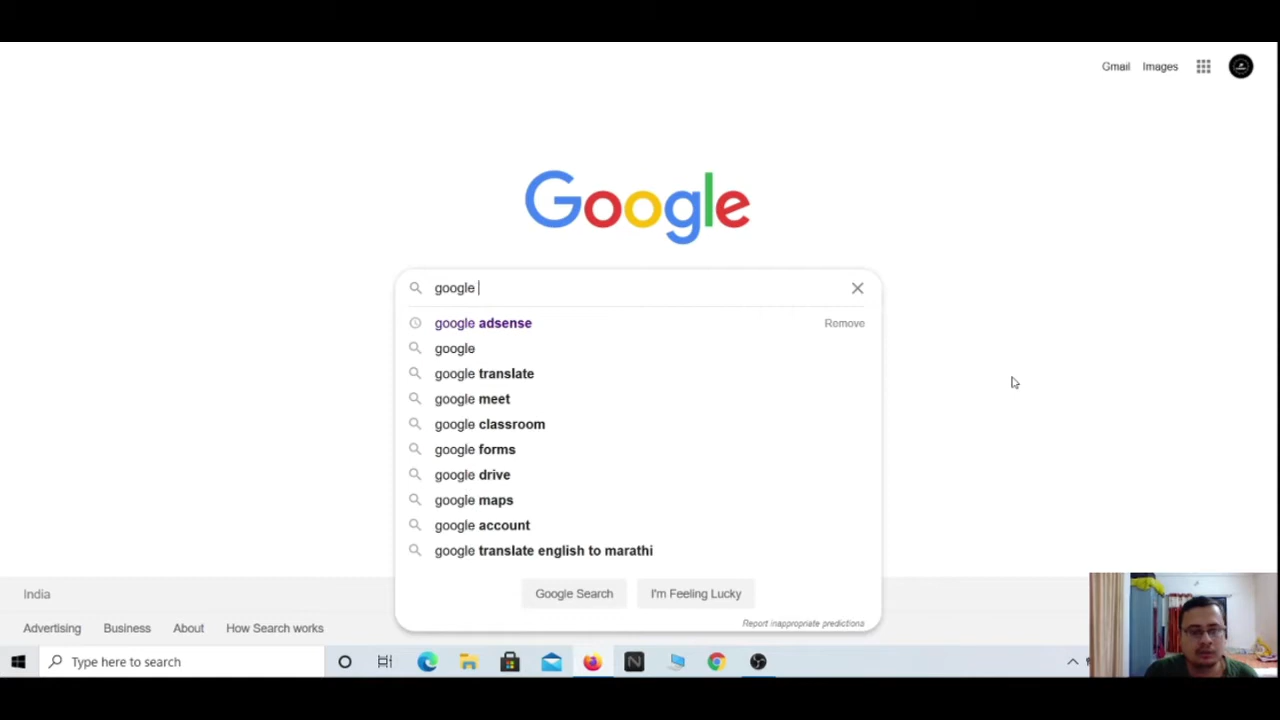 Gmail Images
Google
google
google adsense Remove
google
google translate
google meet
google classroom
google forms
google drive
google maps
google account
google translate english to marathi
Google Search I'm Feeling Lucky
Report inappropriate predictions
India
Advertising Business About How Search works
Type here to search